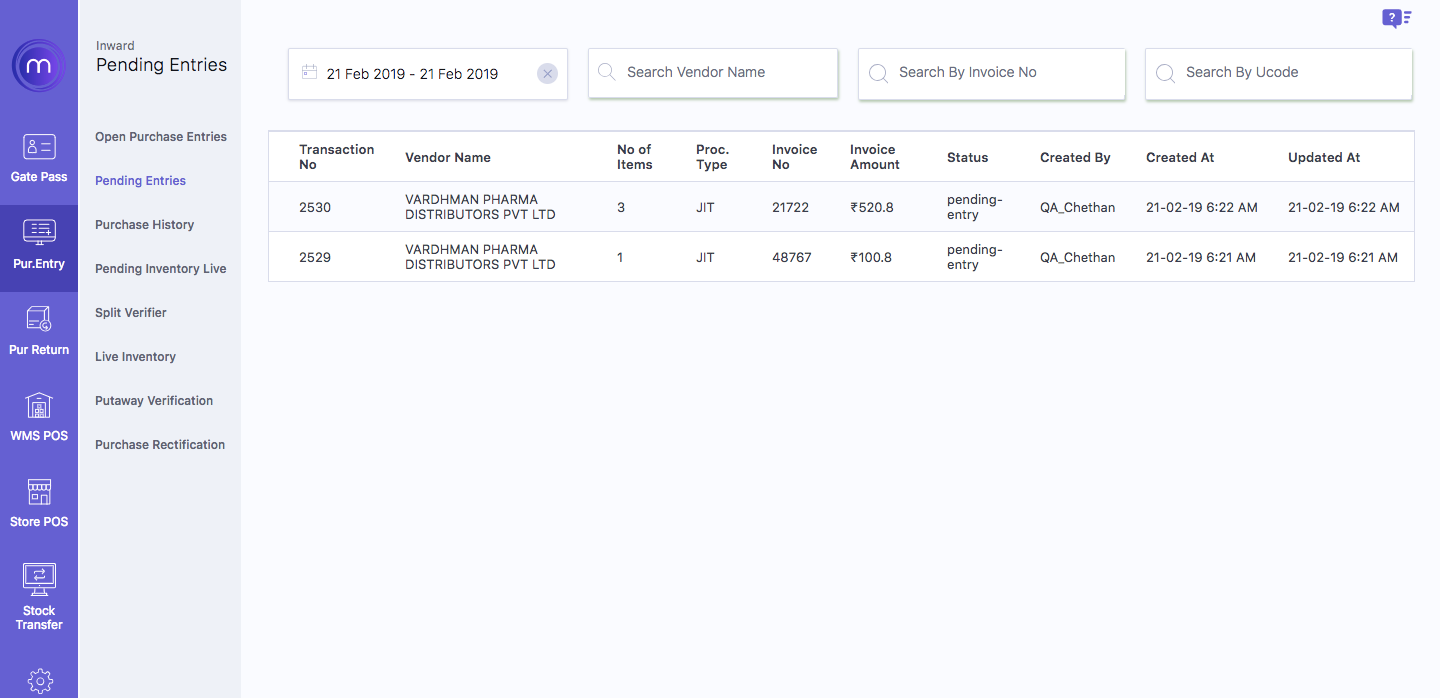 m
Gate Pass
Pur.Entry
Pur Return
WMS POS
Store POS
Stock
Transfer
Inward
Pending Entries
Open Purchase Entries
Pending Entries
Purchase History
Pending Inventory Live
Split Verifier
Live Inventory
Putaway Verification
Purchase Rectification
?
21 Feb 2019 - 21 Feb 2019
Search Vendor Name
Search By Invoice No
Search By Ucode
Transaction No Vendor Name No of Items Proc. Type Invoice No Invoice Amount Status Created By Created At Updated At
2530 VARDHMAN PHARMA DISTRIBUTORS PVT LTD 3 JIT 21722 ₹520.8 pending-entry QA_Chethan 21-02-19 6:22 AM 21-02-19 6:22 AM
2529 VARDHMAN PHARMA DISTRIBUTORS PVT LTD 1 JIT 48767 ₹100.8 pending-entry QA_Chethan 21-02-19 6:21 AM 21-02-19 6:21 AM